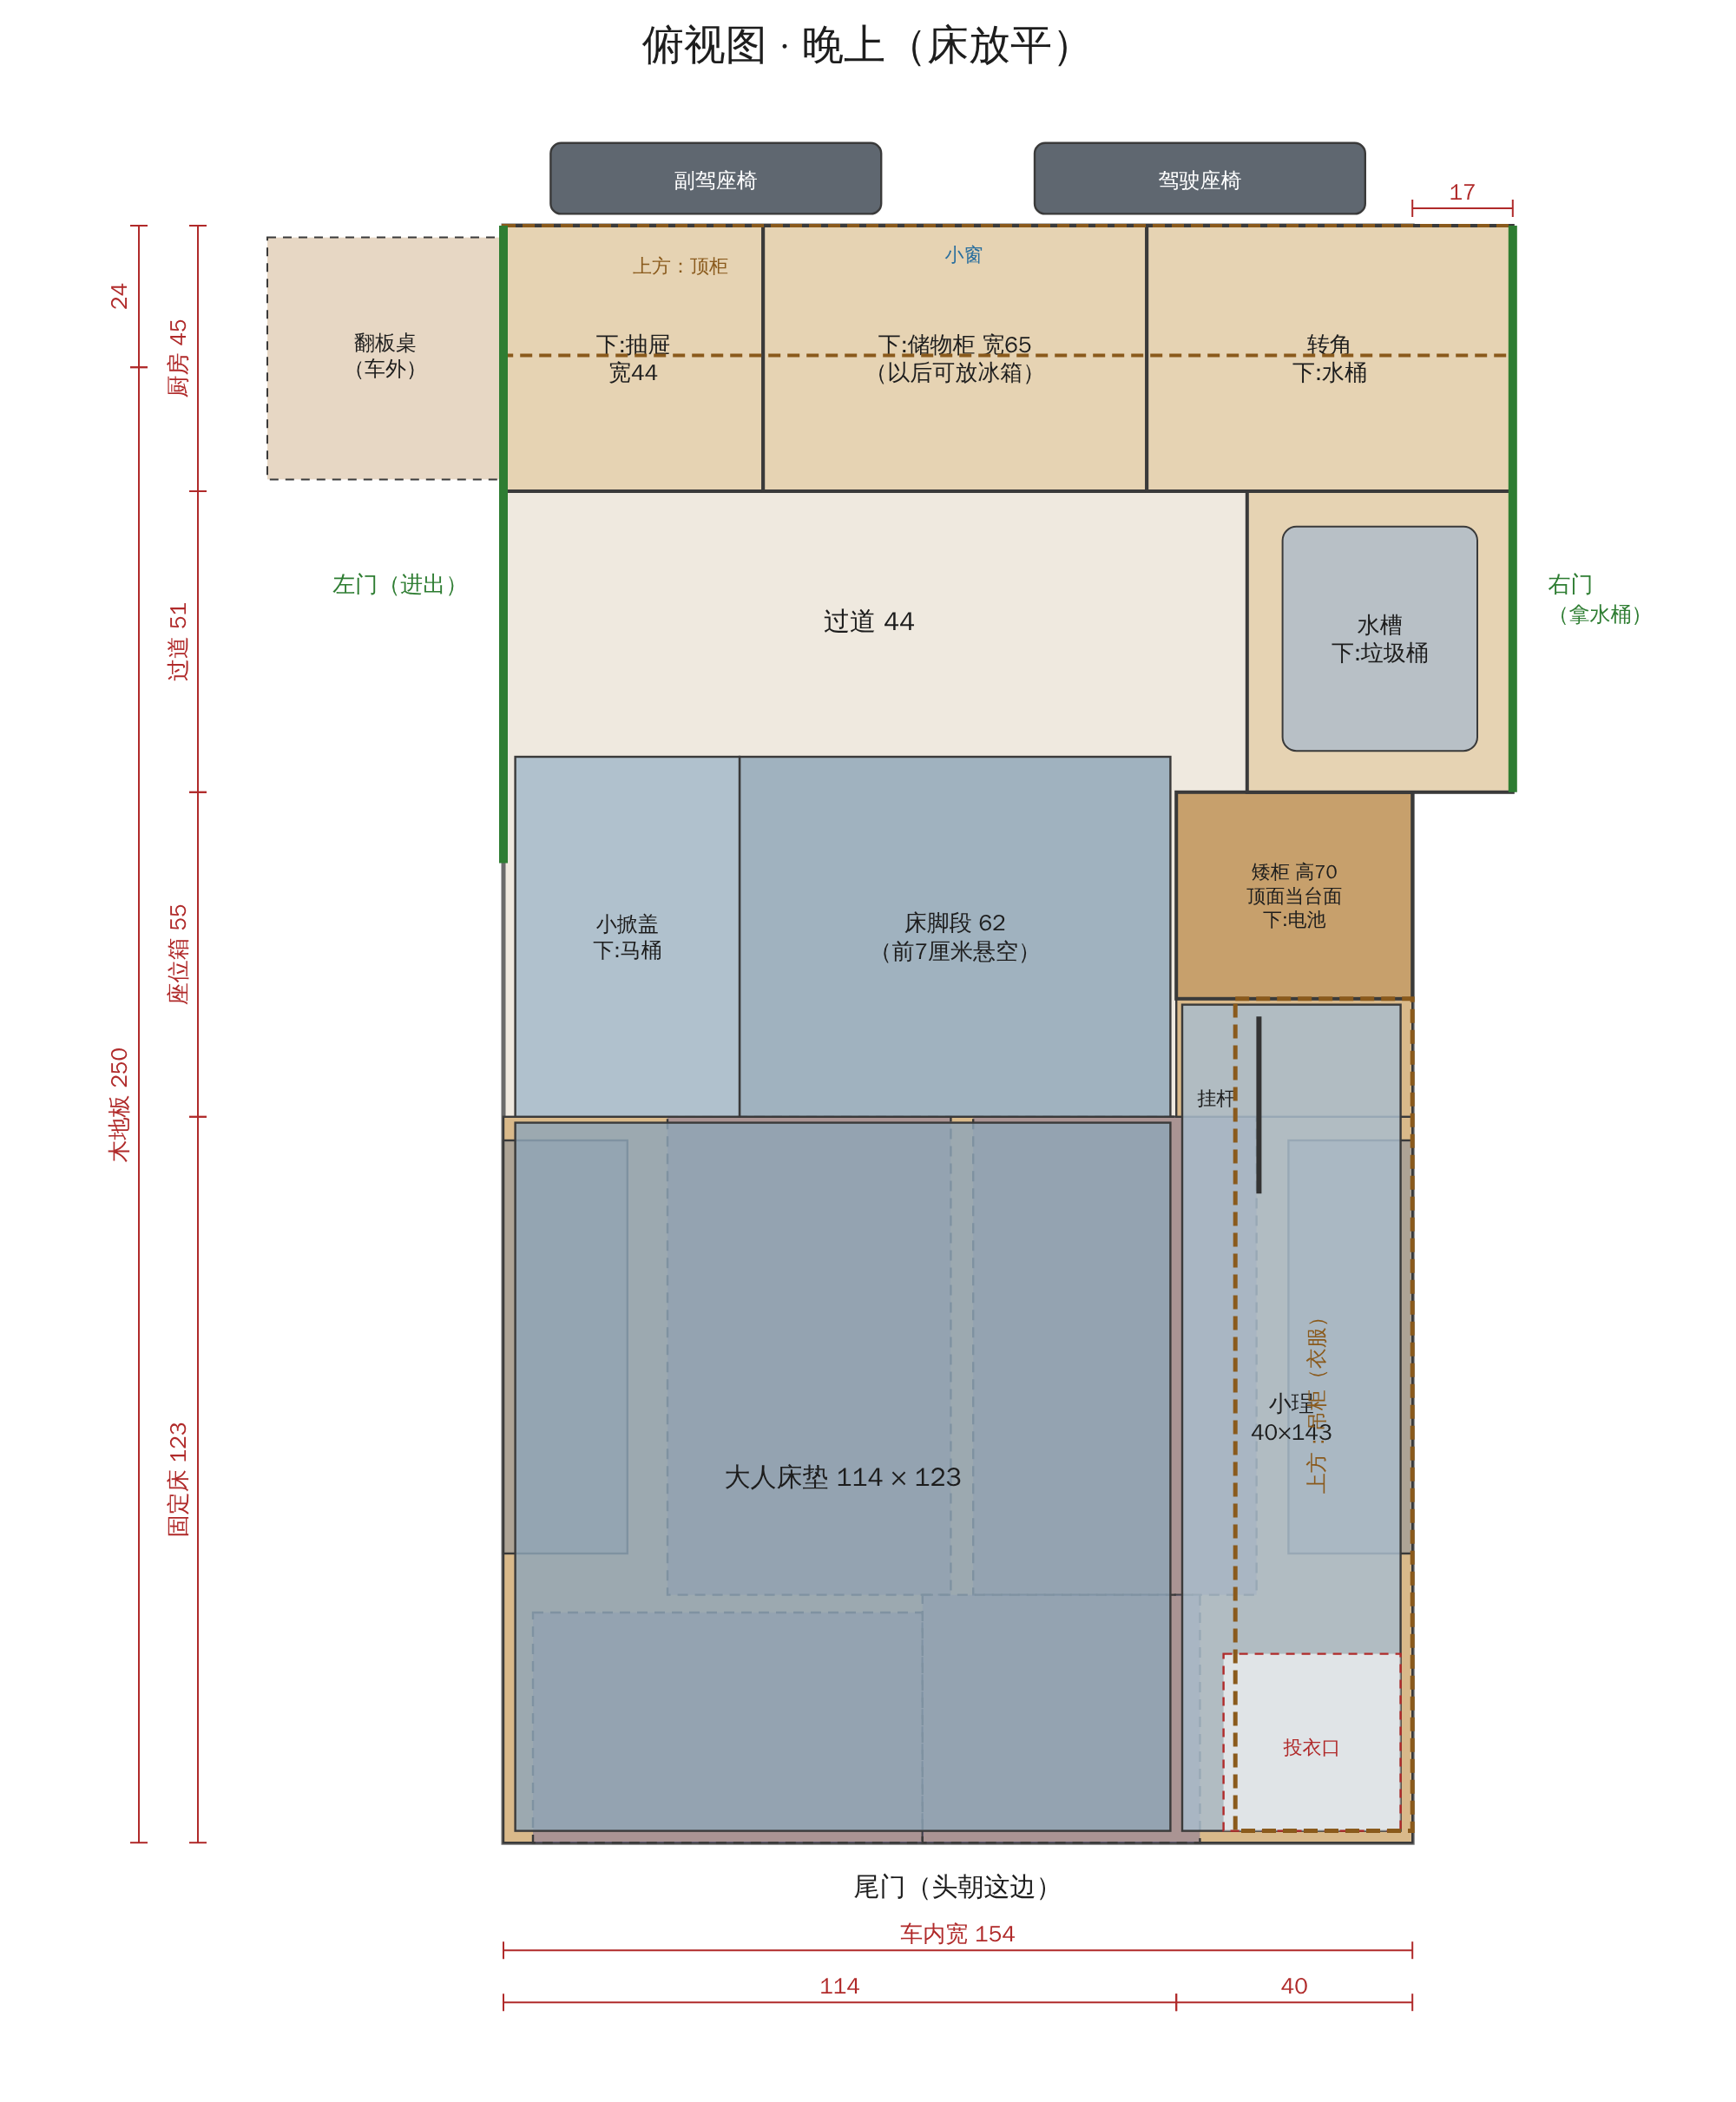 俯视图 · 晚上（床放平）
副驾座椅
驾驶座椅
17
24
厨房 45
翻板桌
（车外）
上方：顶柜
小窗
下:抽屉
宽44
下:储物柜 宽65
（以后可放冰箱）
转角
下:水桶
左门（进出）
右门
（拿水桶）
过道 51
过道 44
水槽
下:垃圾桶
座位箱 55
小掀盖
下:马桶
床脚段 62
（前7厘米悬空）
矮柜 高70
顶面当台面
下:电池
木地板 250
挂杆
固定床 123
大人床垫 114 × 123
小珵
40×143
上方：吊柜（衣服）
投衣口
尾门（头朝这边）
车内宽 154
114
40